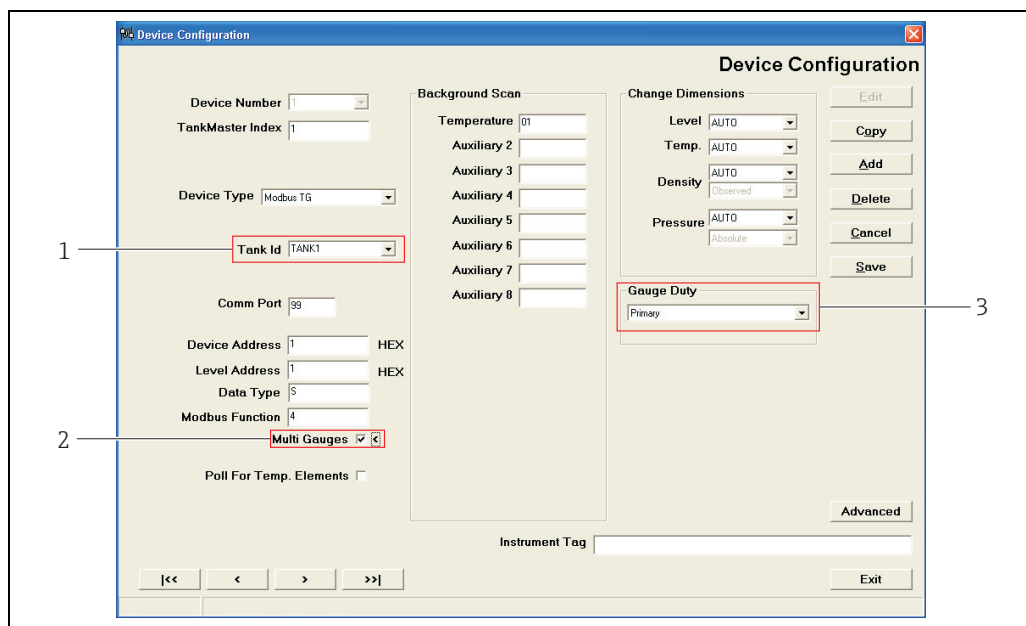 Device Configuration
Device Configuration
Device Number 1
TankMaster Index 1
Device Type Modbus TG
1
Tank Id TANK1
Comm Port 99
Device Address 1 HEX
Level Address 1 HEX
Data Type S
Modbus Function 4
2
Multi Gauges <
Poll For Temp. Elements
Background Scan
Temperature 01
Auxiliary 2
Auxiliary 3
Auxiliary 4
Auxiliary 5
Auxiliary 6
Auxiliary 7
Auxiliary 8
Change Dimensions
Level AUTO
Temp. AUTO
Density AUTO
Observed
Pressure AUTO
Absolute
Gauge Duty
Primary
3
Edit
Copy
Add
Delete
Cancel
Save
Advanced
Instrument Tag
|<< < > >>|
Exit